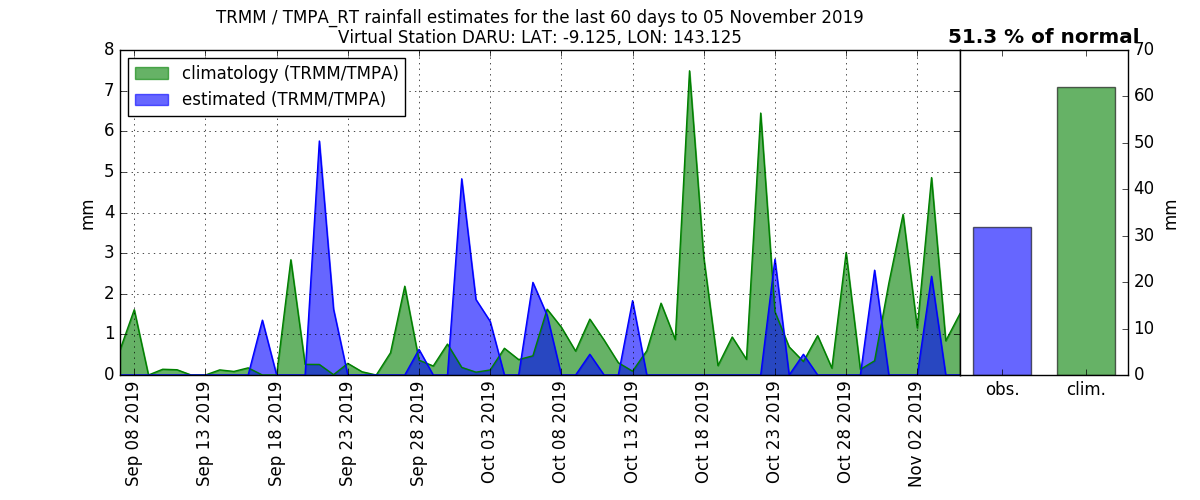 TRMM / TMPA_RT rainfall estimates for the last 60 days to 05 November 2019
Virtual Station DARU: LAT: -9.125, LON: 143.125
51.3 % of normal
climatology (TRMM/TMPA)
estimated (TRMM/TMPA)
8
7
6
5
4
3
2
1
0
mm
Sep 08 2019
Sep 13 2019
Sep 18 2019
Sep 23 2019
Sep 28 2019
Oct 03 2019
Oct 08 2019
Oct 13 2019
Oct 18 2019
Oct 23 2019
Oct 28 2019
Nov 02 2019
obs.
clim.
70
60
50
40
30
20
10
0
mm